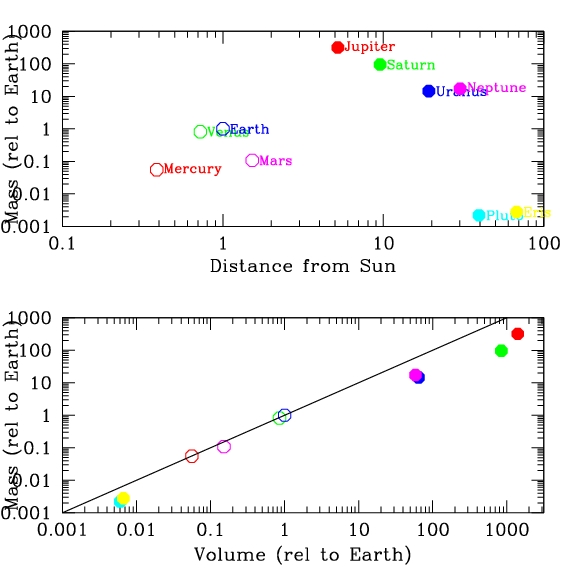 1000
100
10
1
0.1
0.01
0.001
Mass (rel to Earth)
Jupiter
Saturn
Uranus
Neptune
Venus
Earth
Mercury
Mars
Pluto
Eris
0.1 1 10 100
Distance from Sun
1000
100
10
1
0.1
0.01
0.001
Mass (rel to Earth)
0.001 0.01 0.1 1 10 100 1000
Volume (rel to Earth)